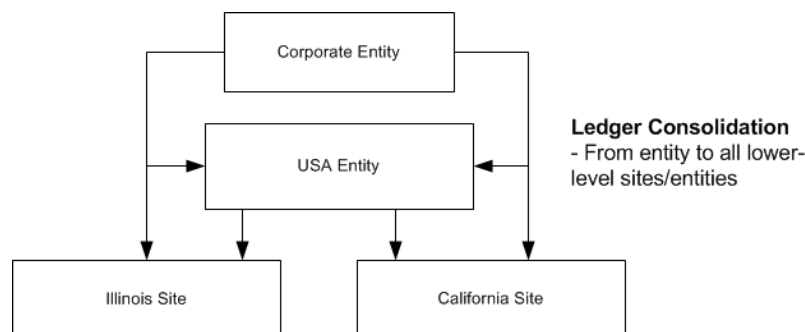 Corporate Entity
Ledger Consolidation
- From entity to all lower-
level sites/entities
USA Entity
Illinois Site
California Site